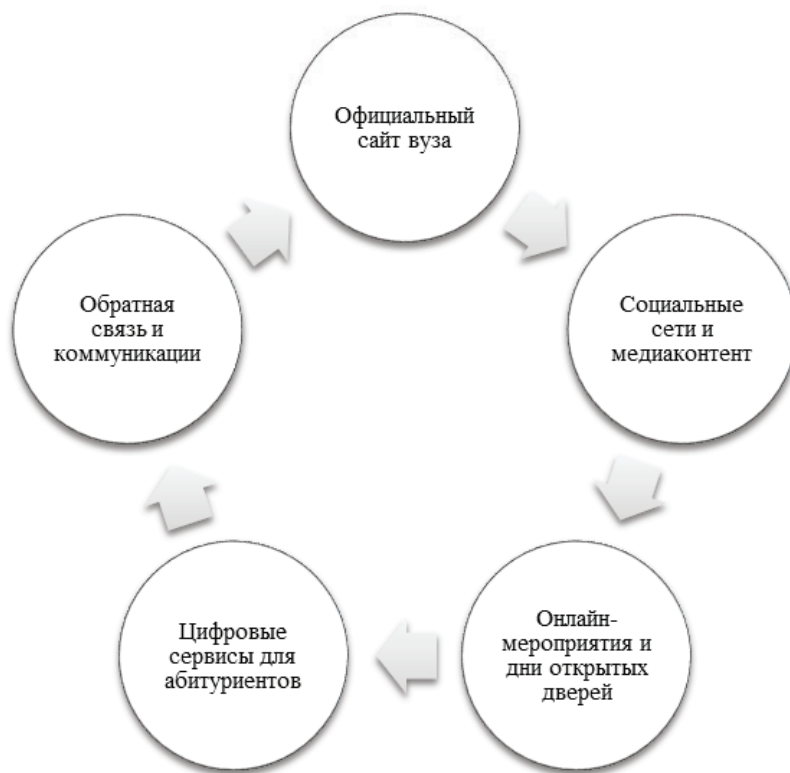 Официальный
сайт вуза
Социальные
сети и
медиаконтент
Онлайн-
мероприятия и
дни открытых
дверей
Цифровые
сервисы для
абитуриентов
Обратная
связь и
коммуникации